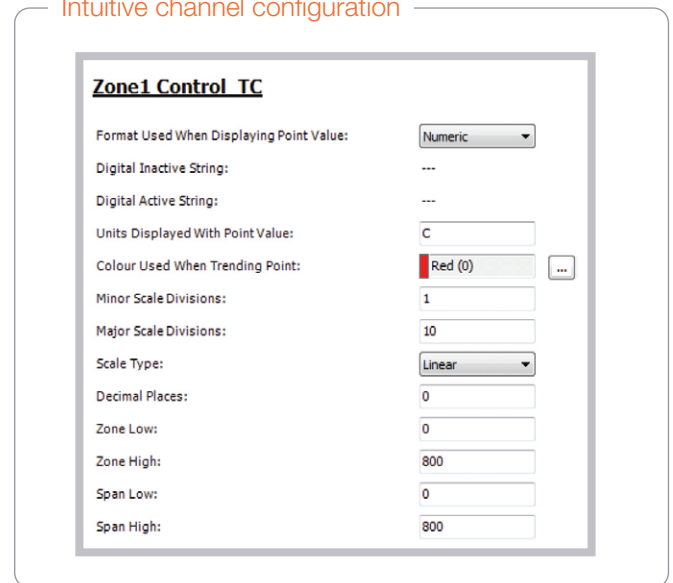 Intuitive channel configuration
Zone1 Control TC
Format Used When Displaying Point Value: Numeric
Digital Inactive String: ---
Digital Active String: ---
Units Displayed With Point Value: C
Colour Used When Trending Point: Red (0) ...
Minor Scale Divisions: 1
Major Scale Divisions: 10
Scale Type: Linear
Decimal Places: 0
Zone Low: 0
Zone High: 800
Span Low: 0
Span High: 800